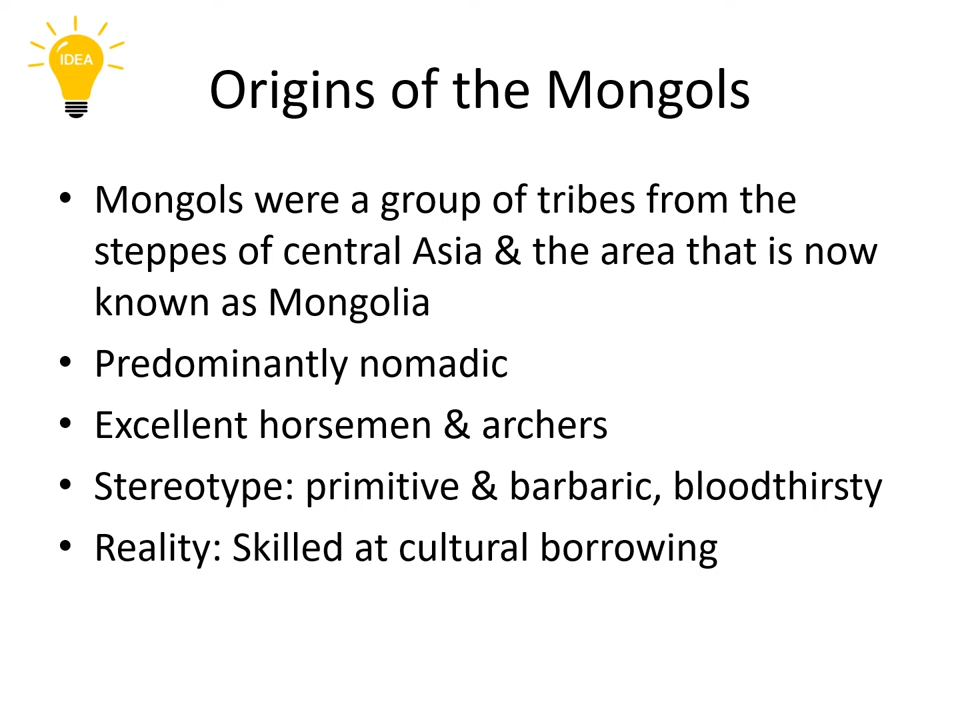 IDEA
Origins of the Mongols
• Mongols were a group of tribes from the
steppes of central Asia & the area that is now
known as Mongolia
• Predominantly nomadic
• Excellent horsemen & archers
• Stereotype: primitive & barbaric, bloodthirsty
• Reality: Skilled at cultural borrowing